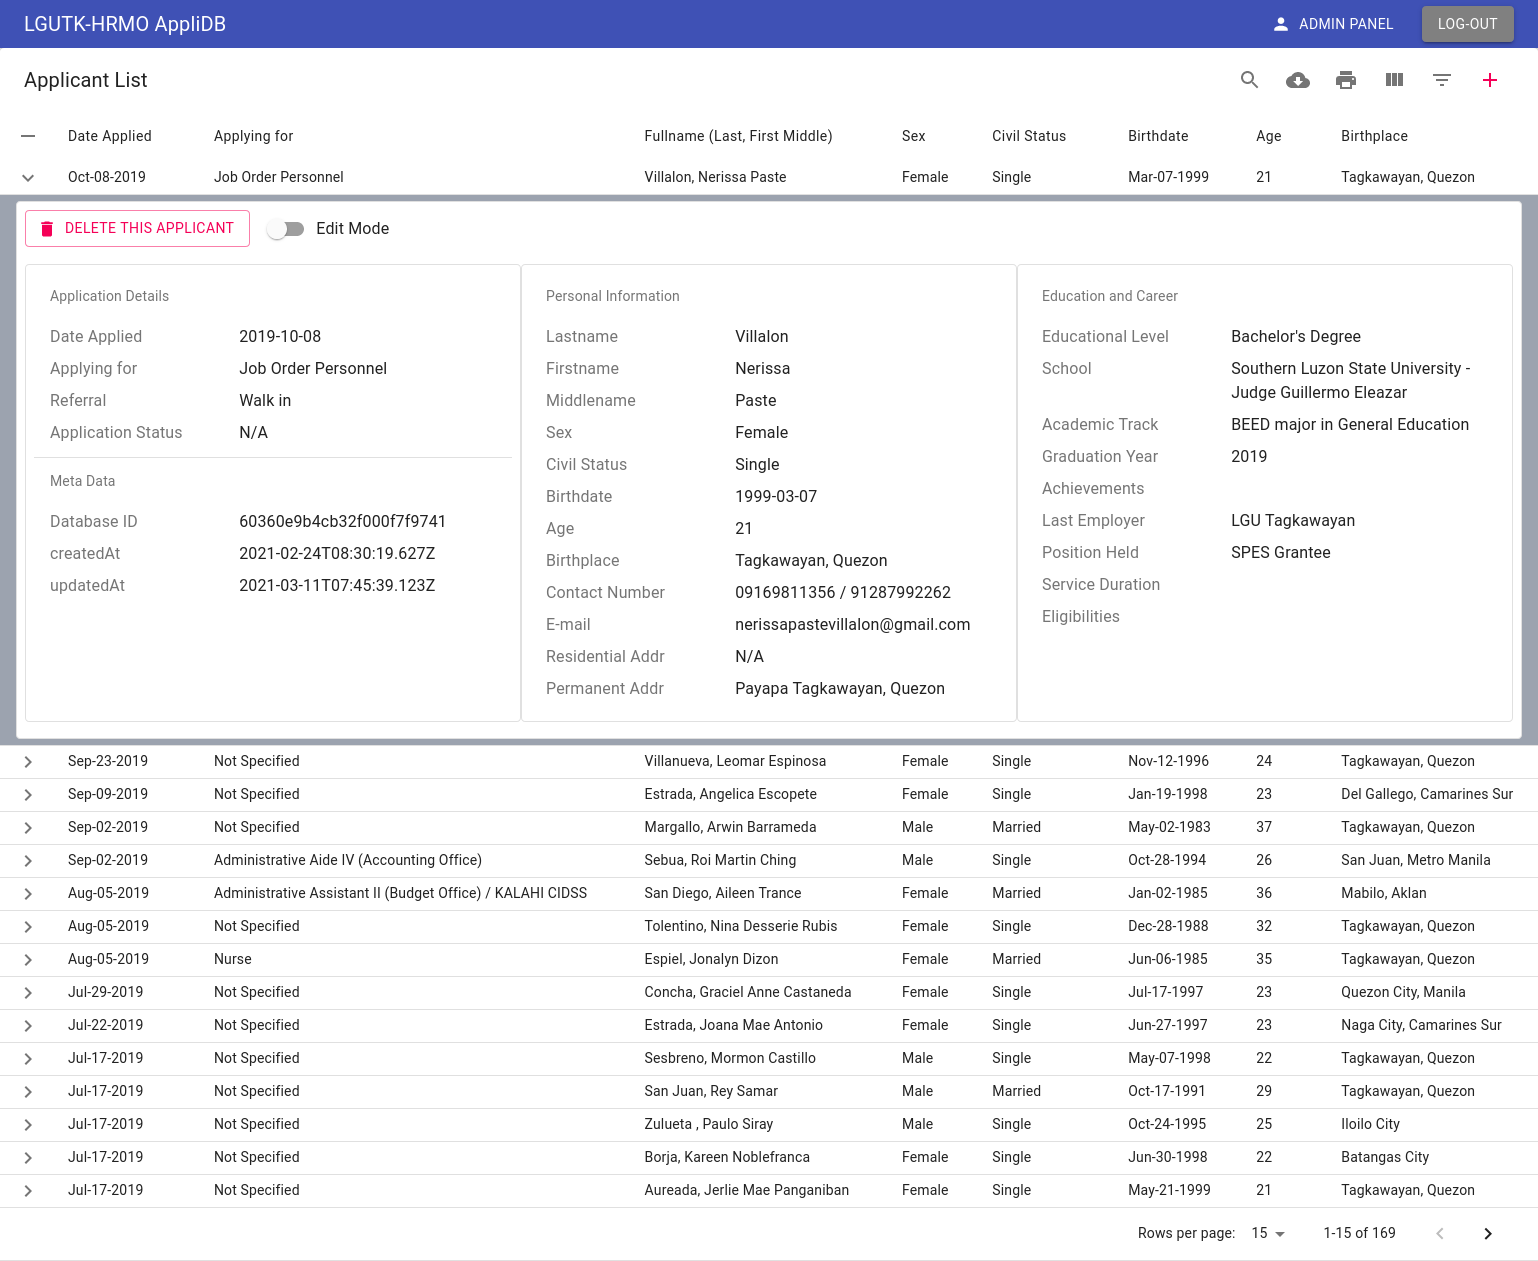 LGUTK-HRMO AppliDB ADMIN PANEL LOG-OUT
Applicant List
Date Applied Applying for Fullname (Last, First Middle) Sex Civil Status Birthdate Age Birthplace
Oct-08-2019 Job Order Personnel Villalon, Nerissa Paste Female Single Mar-07-1999 21 Tagkawayan, Quezon
DELETE THIS APPLICANT Edit Mode
Application Details
Date Applied 2019-10-08
Applying for Job Order Personnel
Referral Walk in
Application Status N/A
Meta Data
Database ID 60360e9b4cb32f000f7f9741
createdAt 2021-02-24T08:30:19.627Z
updatedAt 2021-03-11T07:45:39.123Z
Personal Information
Lastname Villalon
Firstname Nerissa
Middlename Paste
Sex Female
Civil Status Single
Birthdate 1999-03-07
Age 21
Birthplace Tagkawayan, Quezon
Contact Number 09169811356 / 91287992262
E-mail nerissapastevillalon@gmail.com
Residential Addr N/A
Permanent Addr Payapa Tagkawayan, Quezon
Education and Career
Educational Level Bachelor's Degree
School Southern Luzon State University -
Judge Guillermo Eleazar
Academic Track BEED major in General Education
Graduation Year 2019
Achievements
Last Employer LGU Tagkawayan
Position Held SPES Grantee
Service Duration
Eligibilities
Sep-23-2019 Not Specified Villanueva, Leomar Espinosa Female Single Nov-12-1996 24 Tagkawayan, Quezon
Sep-09-2019 Not Specified Estrada, Angelica Escopete Female Single Jan-19-1998 23 Del Gallego, Camarines Sur
Sep-02-2019 Not Specified Margallo, Arwin Barrameda Male Married May-02-1983 37 Tagkawayan, Quezon
Sep-02-2019 Administrative Aide IV (Accounting Office) Sebua, Roi Martin Ching Male Single Oct-28-1994 26 San Juan, Metro Manila
Aug-05-2019 Administrative Assistant II (Budget Office) / KALAHI CIDSS San Diego, Aileen Trance Female Married Jan-02-1985 36 Mabilo, Aklan
Aug-05-2019 Not Specified Tolentino, Nina Desserie Rubis Female Single Dec-28-1988 32 Tagkawayan, Quezon
Aug-05-2019 Nurse Espiel, Jonalyn Dizon Female Married Jun-06-1985 35 Tagkawayan, Quezon
Jul-29-2019 Not Specified Concha, Graciel Anne Castaneda Female Single Jul-17-1997 23 Quezon City, Manila
Jul-22-2019 Not Specified Estrada, Joana Mae Antonio Female Single Jun-27-1997 23 Naga City, Camarines Sur
Jul-17-2019 Not Specified Sesbreno, Mormon Castillo Male Single May-07-1998 22 Tagkawayan, Quezon
Jul-17-2019 Not Specified San Juan, Rey Samar Male Married Oct-17-1991 29 Tagkawayan, Quezon
Jul-17-2019 Not Specified Zulueta , Paulo Siray Male Single Oct-24-1995 25 Iloilo City
Jul-17-2019 Not Specified Borja, Kareen Noblefranca Female Single Jun-30-1998 22 Batangas City
Jul-17-2019 Not Specified Aureada, Jerlie Mae Panganiban Female Single May-21-1999 21 Tagkawayan, Quezon
Rows per page: 15 1-15 of 169